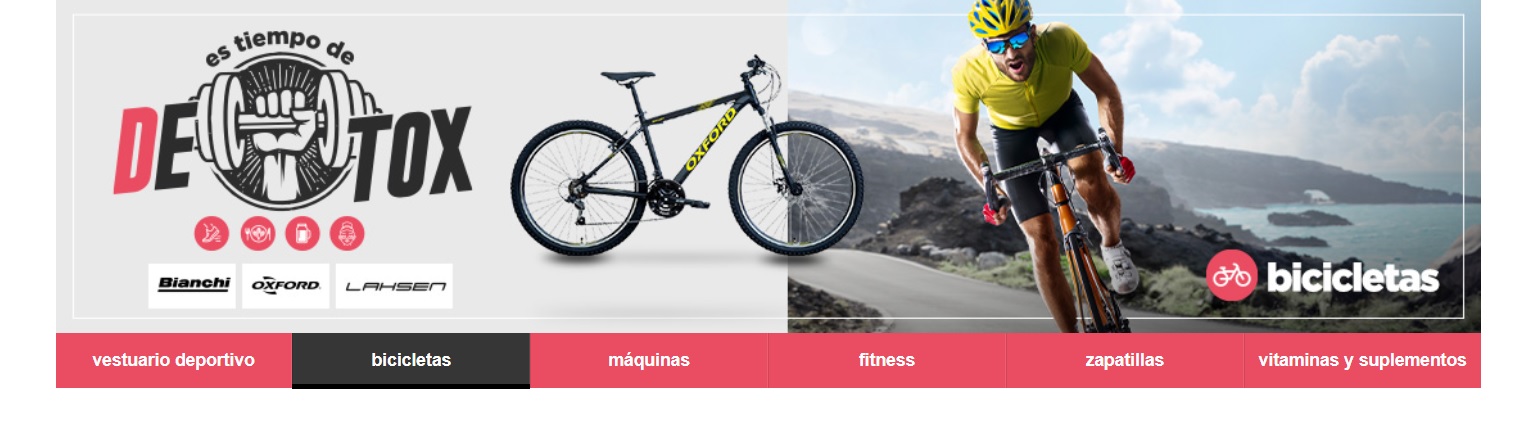 es tiempo de
DETOX
Bianchi
OXFORD
LAHSEN
OXFORD
bicicletas
vestuario deportivo
bicicletas
máquinas
fitness
zapatillas
vitaminas y suplementos